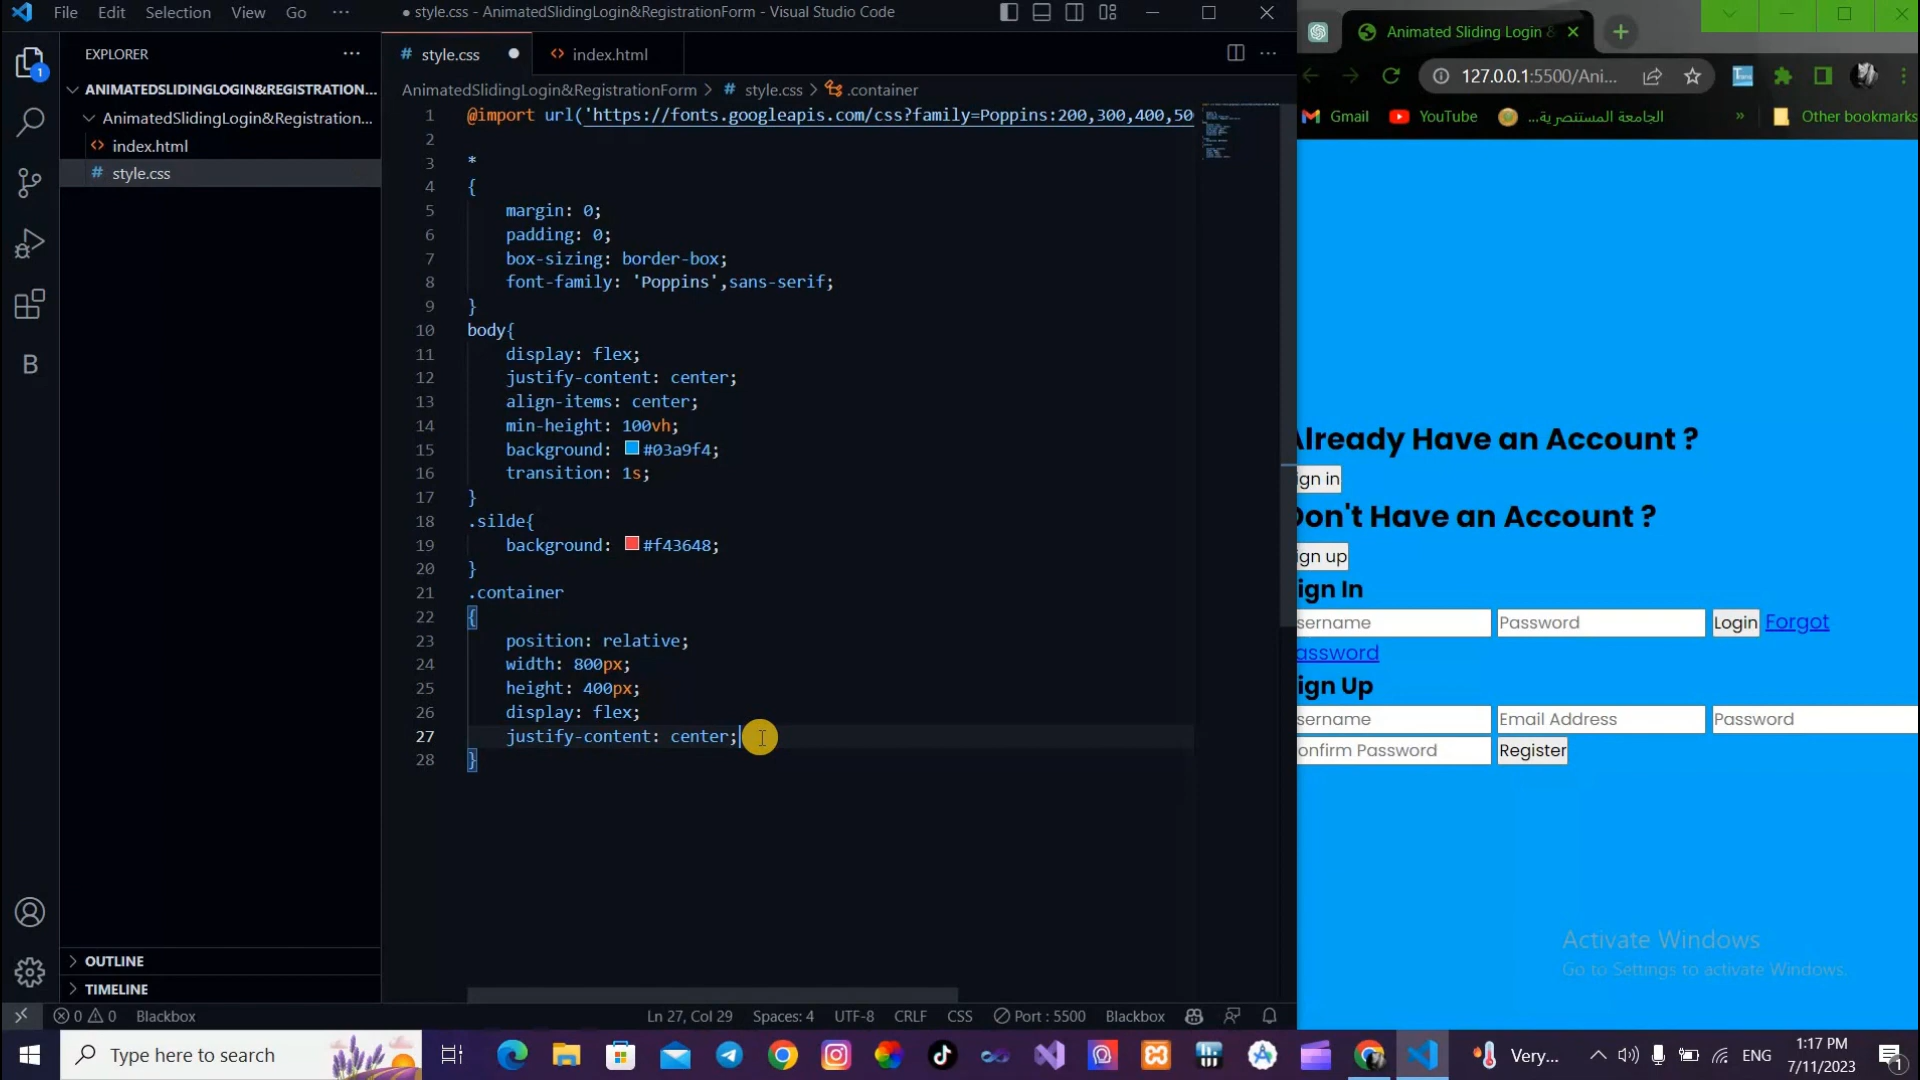 File Edit Selection View Go ··· ● style.css - AnimatedSlidingLogin&RegistrationForm - Visual Studio Code
EXPLORER
ANIMATEDSLIDINGLOGIN&REGISTRATION...
AnimatedSlidingLogin&Registration...
index.html
# style.css
OUTLINE
TIMELINE
# style.css ● <> index.html
AnimatedSlidingLogin&RegistrationForm > # style.css > .container
1 @import url('https://fonts.googleapis.com/css?family=Poppins:200,300,400,50
2
3 *
4 {
5 margin: 0;
6 padding: 0;
7 box-sizing: border-box;
8 font-family: 'Poppins',sans-serif;
9 }
10 body{
11 display: flex;
12 justify-content: center;
13 align-items: center;
14 min-height: 100vh;
15 background: #03a9f4;
16 transition: 1s;
17 }
18 .silde{
19 background: #f43648;
20 }
21 .container
22 {
23 position: relative;
24 width: 800px;
25 height: 400px;
26 display: flex;
27 justify-content: center;
28 }
0 0 Blackbox Ln 27, Col 29 Spaces: 4 UTF-8 CRLF CSS Port : 5500 Blackbox
Animated Sliding Login &
127.0.0.1:5500/Ani...
Gmail YouTube الجامعة المستنصرية... » Other bookmarks
Already Have an Account ?
ign in
Don't Have an Account ?
ign up
ign In
sername Password Login Forgot
assword
ign Up
sername Email Address Password
onfirm Password Register
Activate Windows
Go to Settings to activate Windows.
Type here to search
Very... ENG 1:17 PM
7/11/2023
1
1
B